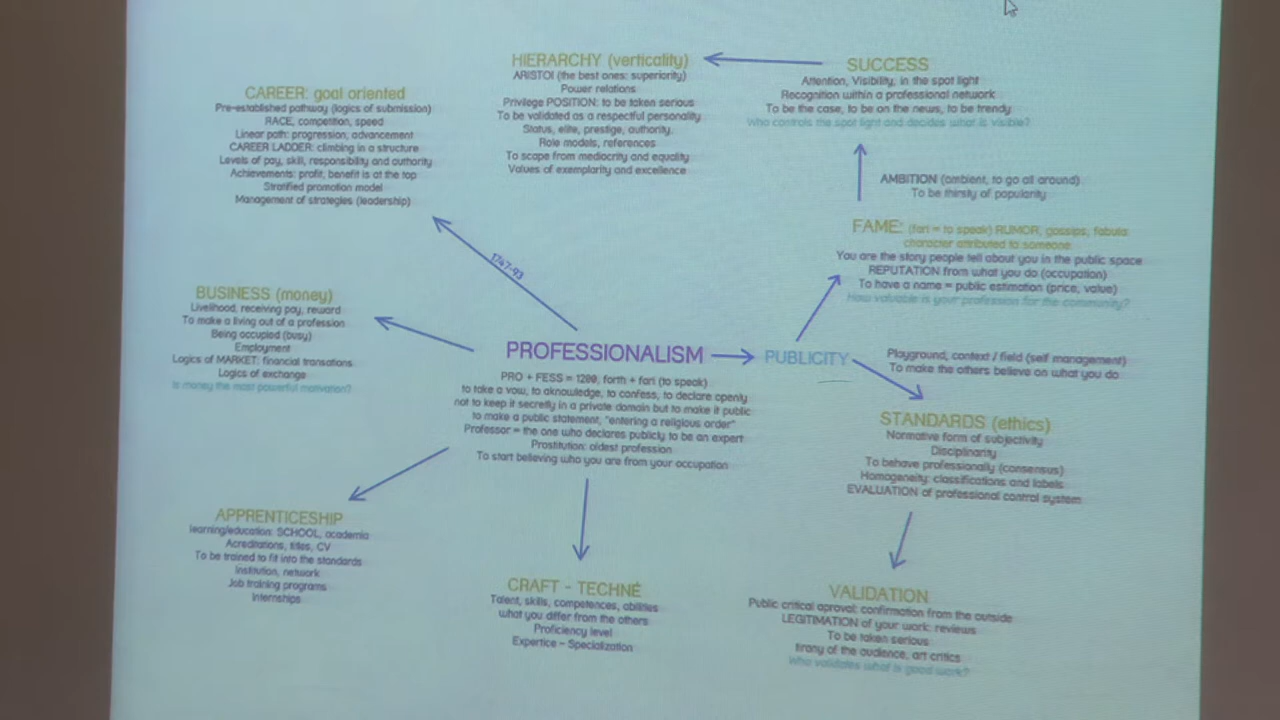 HIERARCHY (verticality)
ARISTOI (the best ones: superiority)
Power relations
Privilege POSITION: to be taken serious
To be validated as a respectful personality
Status, elite, prestige, authority.
Role models, references
To scape from mediocrity and equality
Values of exemplarity and excellence
SUCCESS
Attention, Visibility, in the spot light
Recognition within a professional network
To be the case, to be on the news, to be trendy
Who controls the spot light and decides what is visible?
CAREER: goal oriented
Pre-established pathway (logics of submission)
RACE, competition, speed
Linear path: progression, advancement
CAREER LADDER: climbing in a structure
Levels of pay, skill, responsibility and authority
Achievements: profit, benefit is at the top
Stratified promotion model
Management of strategies (leadership)
AMBITION (ambient, to go all around)
To be thirsty of popularity
FAME: (fari = to speak) RUMOR, gossips, fabula
character attributed to someone
You are the story people tell about you in the public space
REPUTATION from what you do (occupation)
To have a name = public estimation (price, value)
How valuable is your profession for the community?
1747-93
BUSINESS (money)
Livelihood, receiving pay, reward
To make a living out of a profession
Being occupied (busy)
Employment
Logics of MARKET: financial transations
Logics of exchange
Is money the most powerful motivation?
PROFESSIONALISM
PRO + FESS = 1200, forth + fari (to speak)
to take a vow, to aknowledge, to confess, to declare openly
not to keep it secretly in a private domain but to make it public
to make a public statement, "entering a religious order"
Professor = the one who declares publicly to be an expert
Prostitution: oldest profession
To start believing who you are from your occupation
PUBLICITY
Playground, context / field (self management)
To make the others believe on what you do
STANDARDS (ethics)
Normative form of subjectivity
Disciplinarity
To behave professionally (consensus)
Homogeneity: classifications and labels
EVALUATION of professional control system
APPRENTICESHIP
learning/education: SCHOOL, academia
Acreditations, titles, CV
To be trained to fit into the standards
Institution, network
Job training programs
Internships
CRAFT - TECHNÉ
Talent, skills, competences, abilities
what you differ from the others
Proficiency level
Expertice - Specialization
VALIDATION
Public critical aproval: confirmation from the outside
LEGITIMATION of your work: reviews
To be taken serious
tirany of the audience, art critics
Who validates what is good work?